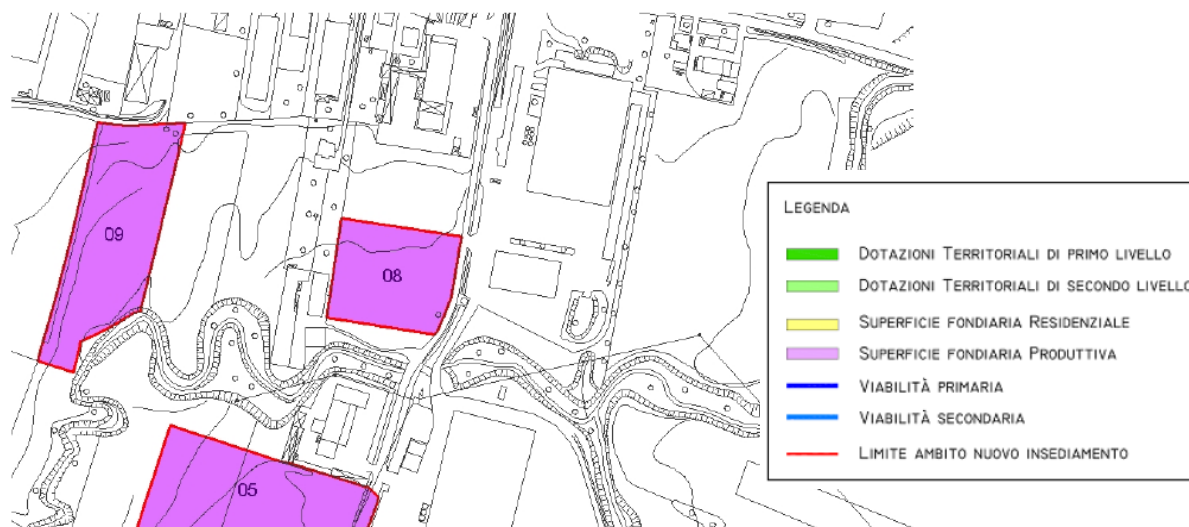 09
08
05
LEGENDA
DOTAZIONI TERRITORIALI DI PRIMO LIVELLO
DOTAZIONI TERRITORIALI DI SECONDO LIVELLO
SUPERFICIE FONDIARIA RESIDENZIALE
SUPERFICIE FONDIARIA PRODUTTIVA
VIABILITÀ PRIMARIA
VIABILITÀ SECONDARIA
LIMITE AMBITO NUOVO INSEDIAMENTO